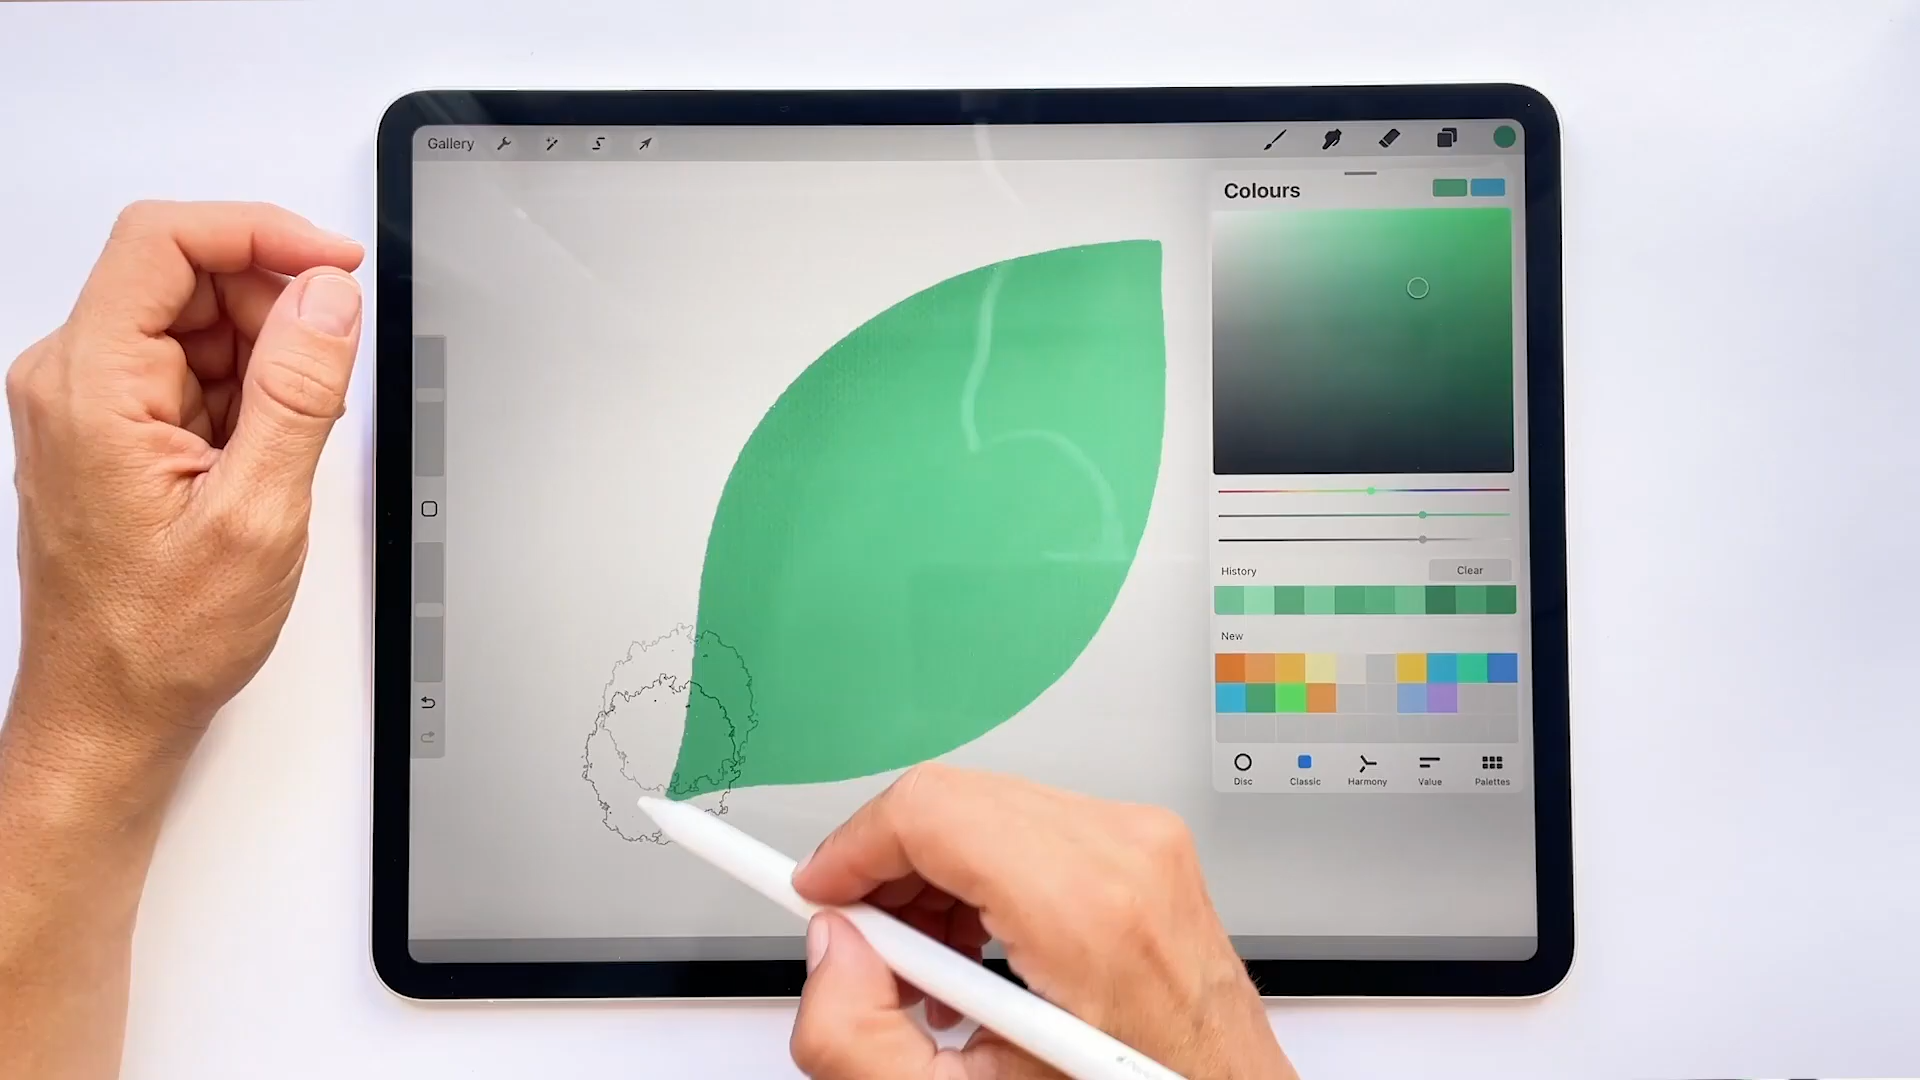 Gallery
Colours
History
Clear
New
Disc
Classic
Harmony
Value
Palettes